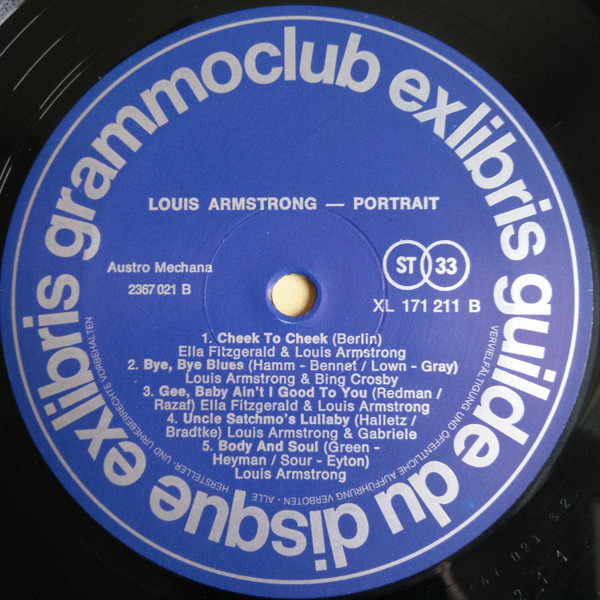 grammoclub exlibris guilde du disque exlibris
LOUIS ARMSTRONG — PORTRAIT
Austro Mechana
2367 021 B
ST 33
XL 171 211 B
1. Cheek To Cheek (Berlin)
Ella Fitzgerald & Louis Armstrong
2. Bye, Bye Blues (Hamm - Bennet / Lown - Gray)
Louis Armstrong & Bing Crosby
3. Gee, Baby Ain't I Good To You (Redman /
Razaf) Ella Fitzgerald & Louis Armstrong
4. Uncle Satchmo's Lullaby (Halletz /
Bradtke) Louis Armstrong & Gabriele
5. Body And Soul (Green -
Heyman / Sour - Eyton)
Louis Armstrong
ALLE HERSTELLER- UND URHEBERRECHTE VORBEHALTEN
VERVIELFÄLTIGUNG UND ÖFFENTLICHE AUFFÜHRUNG VERBOTEN -